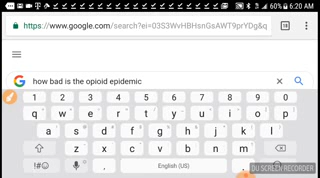 60% 6:20 AM
https://www.google.com/search?ei=03S3WvHBHsnGsAWT9prYDg&q
18
how bad is the opioid epidemic
1 2 3 4 5 6 7 8 9 0
q w e r t y u i o p
a s d f g h j k l
z x c v b n m
!#☺ , English (US) .
DU SCREEN RECORDER